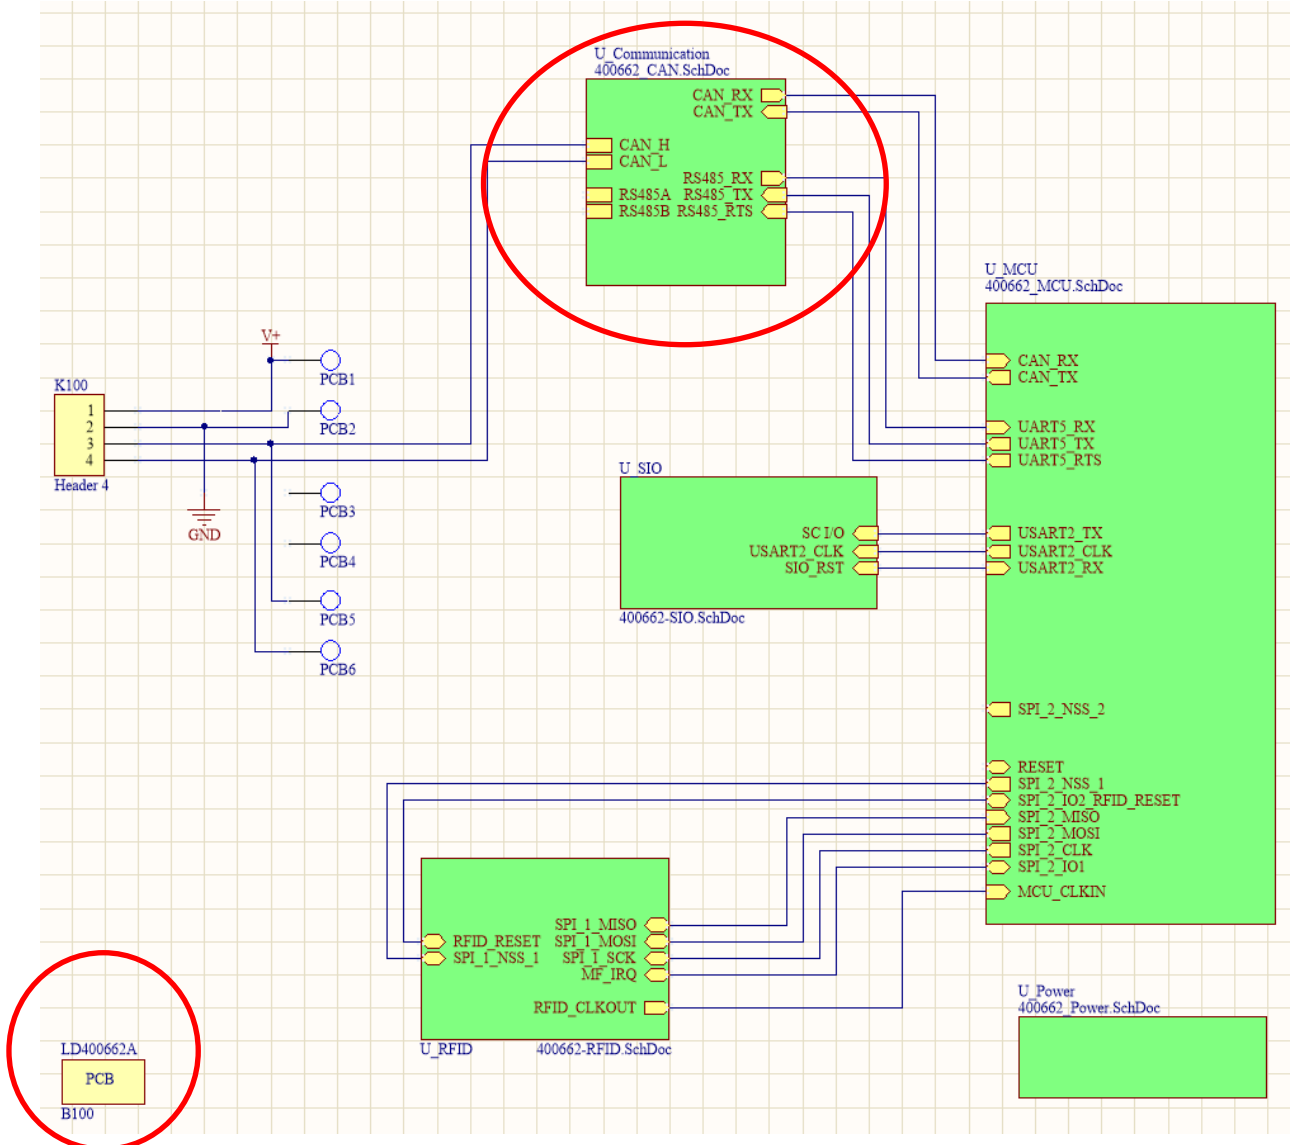 U_Communication
400662_CAN.SchDoc
CAN_RX
CAN_TX
CAN_H
CAN_L
RS485_RX
RS485A RS485_TX
RS485B RS485_RTS
U_MCU
400662_MCU.SchDoc
V+
CAN_RX
CAN_TX
PCB1
K100
1
2
3
4
Header 4
PCB2
UART5_RX
UART5_TX
UART5_RTS
U_SIO
PCB3
GND
SC I/O
USART2_CLK
SIO_RST
USART2_TX
USART2_CLK
USART2_RX
PCB4
PCB5
400662-SIO.SchDoc
PCB6
SPI_2_NSS_2
RESET
SPI_2_NSS_1
SPI_2_IO2_RFID_RESET
SPI_2_MISO
SPI_2_MOSI
SPI_2_CLK
SPI_2_IO1
MCU_CLKIN
SPI_1_MISO
RFID_RESET SPI_1_MOSI
SPI_1_NSS_1 SPI_1_SCK
MF_IRQ
RFID_CLKOUT
U_RFID 400662-RFID.SchDoc
U_Power
400662_Power.SchDoc
LD400662A
PCB
B100